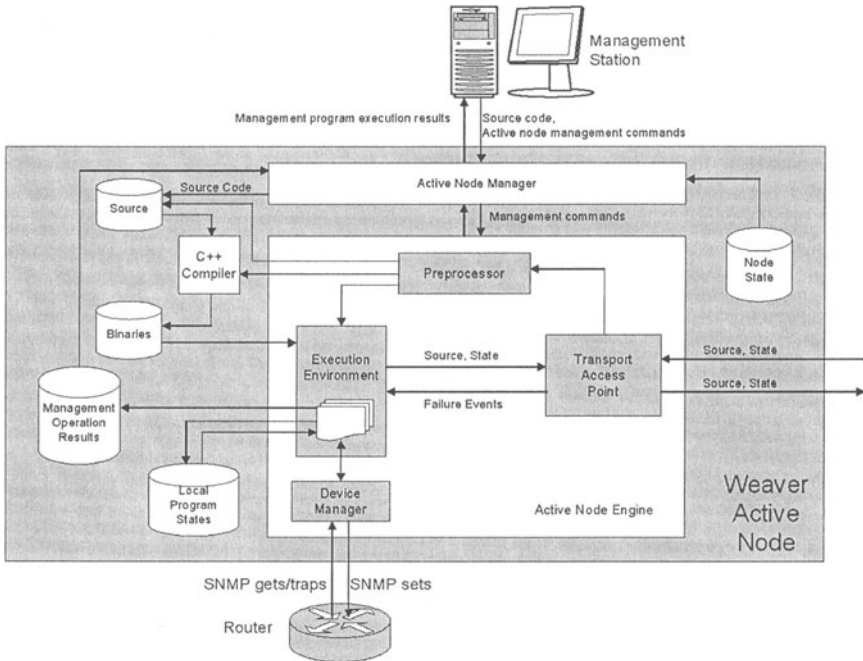 Management
Station
Management program execution results
Source code,
Active node management commands
Active Node Manager
Source Code
Source
Management commands
C++
Compiler
Preprocessor
Node
State
Binaries
Execution
Environment
Source, State
Transport
Access
Point
Source, State
Source, State
Failure Events
Management
Operation
Results
Local
Program
States
Device
Manager
Active Node Engine
Weaver
Active
Node
SNMP gets/traps
SNMP sets
Router